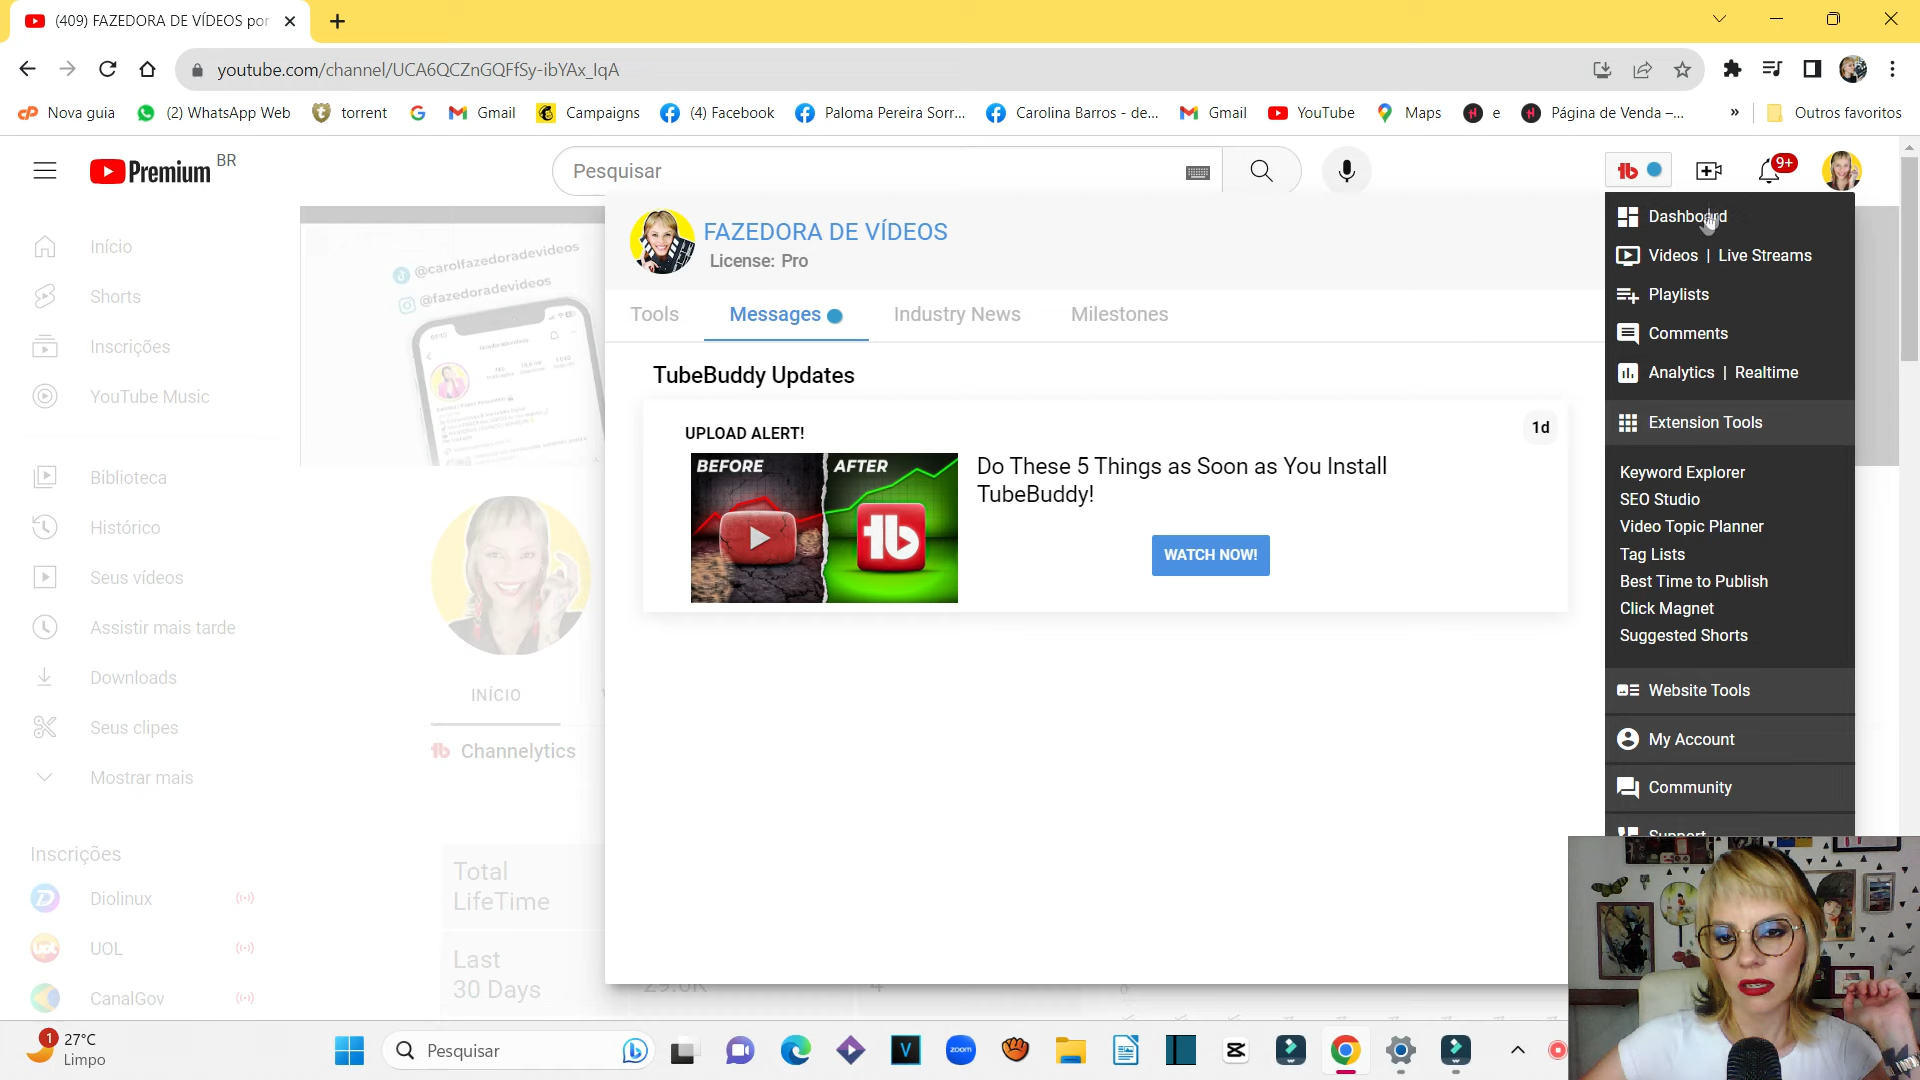 (409) FAZEDORA DE VÍDEOS por
youtube.com/channel/UCA6QCZnGQFfSy-ibYAx_IqA
Nova guia
(2) WhatsApp Web
torrent
Gmail
Campaigns
(4) Facebook
Paloma Pereira Sorr...
Carolina Barros - de...
Gmail
YouTube
Maps
e
Página de Venda –...
»
Outros favoritos
Premium BR
Pesquisar
9+
Início
Shorts
Inscrições
YouTube Music
Biblioteca
Histórico
Seus vídeos
Assistir mais tarde
Downloads
Seus clipes
Mostrar mais
Inscrições
Diolinux
UOL
CanalGov
@carolfazedoradevideos
@fazedoradevideos
INÍCIO
Channelytics
Total
LifeTime
Last
30 Days
FAZEDORA DE VÍDEOS
License: Pro
Tools
Messages
Industry News
Milestones
TubeBuddy Updates
UPLOAD ALERT!
1d
BEFORE
AFTER
Do These 5 Things as Soon as You Install
TubeBuddy!
WATCH NOW!
Dashboard
Videos | Live Streams
Playlists
Comments
Analytics | Realtime
Extension Tools
Keyword Explorer
SEO Studio
Video Topic Planner
Tag Lists
Best Time to Publish
Click Magnet
Suggested Shorts
Website Tools
My Account
Community
Support
1
27°C
Limpo
Pesquisar
zoom